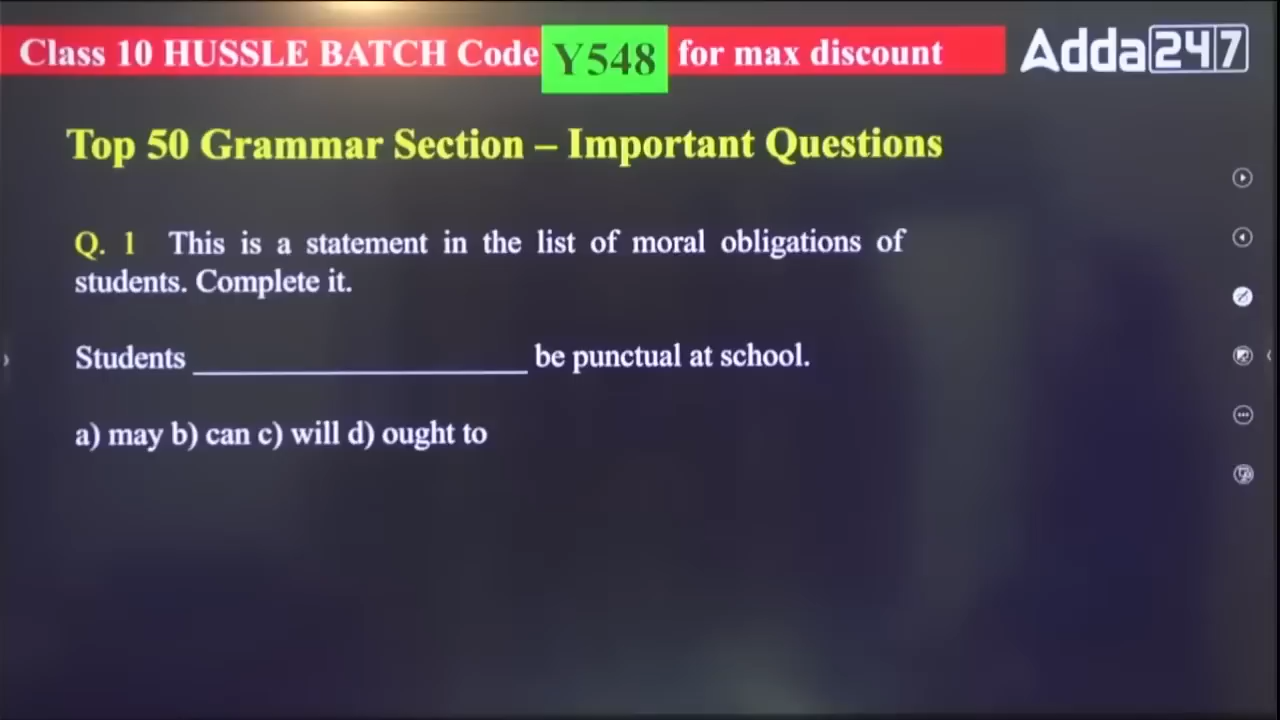 Class 10 HUSSLE BATCH Code Y548 for max discount
Adda247
Top 50 Grammar Section – Important Questions
Q. 1 This is a statement in the list of moral obligations of
students. Complete it.
Students ______________________ be punctual at school.
a) may b) can c) will d) ought to